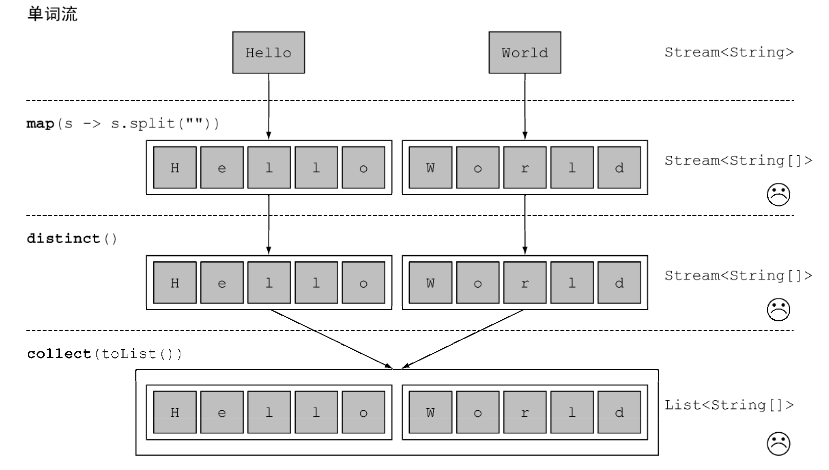 单词流
Hello World Stream<String>
map(s -> s.split(""))
H e l l o W o r l d Stream<String[]>
distinct()
H e l l o W o r l d Stream<String[]>
collect(toList())
H e l l o W o r l d List<String[]>